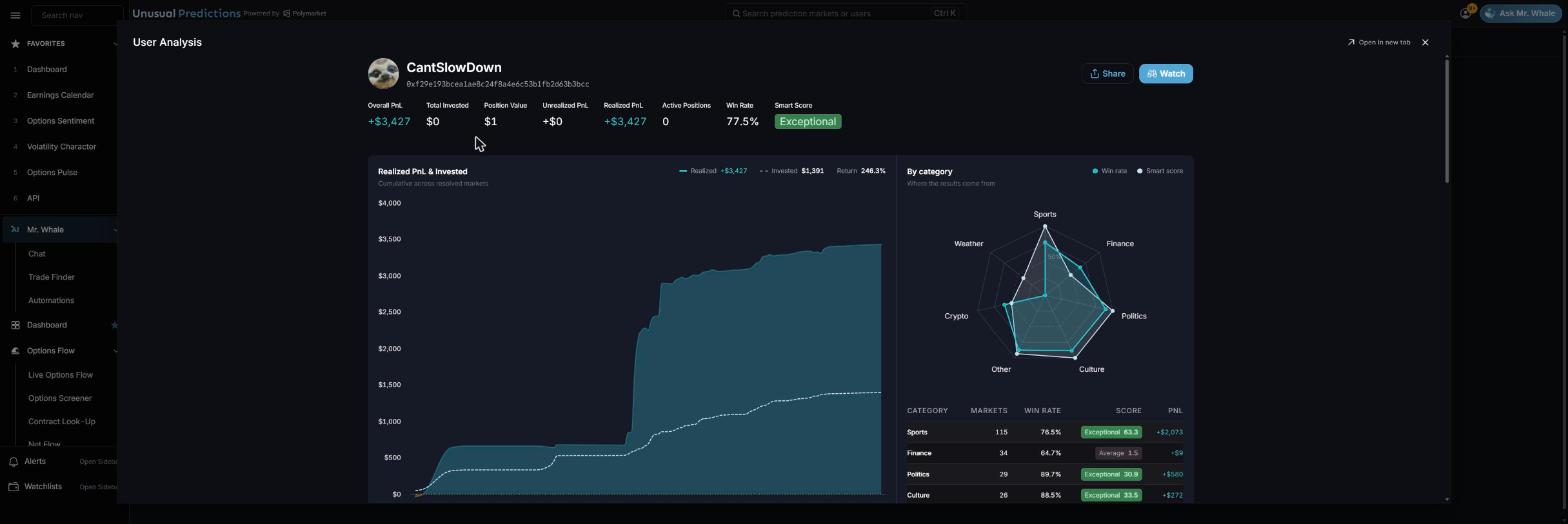 Search nav
Unusual Predictions Powered by Polymarket
Search prediction markets or users Ctrl K
Ask Mr. Whale
User Analysis
Open in new tab
FAVORITES
1 Dashboard
2 Earnings Calendar
3 Options Sentiment
4 Volatility Character
5 Options Pulse
6 API
Mr. Whale
Chat
Trade Finder
Automations
Dashboard
Options Flow
Live Options Flow
Options Screener
Contract Look-Up
Net Flow
Alerts Open Sideba
Watchlists Open Sideba
CantSlowDown
Share
Watch
Overall PnL Total Invested Position Value Unrealized PnL Realized PnL Active Positions Win Rate Smart Score
+$3,427 $0 $1 +$0 +$3,427 0 77.5% Exceptional
Realized PnL & Invested
Realized +$3,427 Invested $1,391 Return 246.3%
Cumulative across resolved markets
$4,000
$3,500
$3,000
$2,500
$2,000
$1,500
$1,000
$500
$0
By category
Win rate Smart score
Where the results come from
Sports
Weather
Finance
Crypto
Politics
Other
Culture
CATEGORY MARKETS WIN RATE SCORE PNL
Sports 115 76.5% Exceptional 63.3 +$2,073
Finance 34 64.7% Average 1.5 +$9
Politics 29 89.7% Exceptional 30.9 +$580
Culture 26 88.5% Exceptional 33.5 +$272